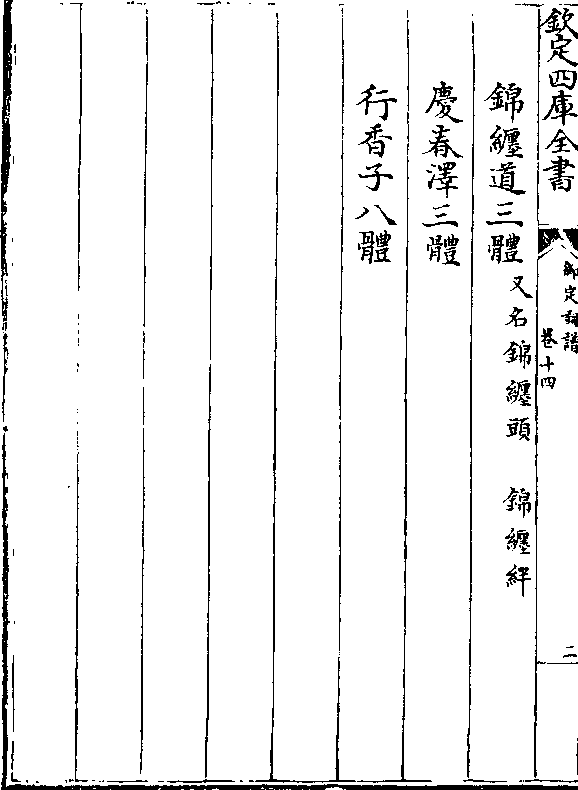 欽定四庫全書
御定詞譜
卷十四
二
錦纏道三體 又名錦纏頭 錦纏絆
慶春澤三體
行香子八體